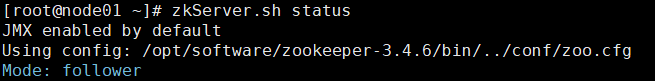 [root@node01 ~]# zkServer.sh status
JMX enabled by default
Using config: /opt/software/zookeeper-3.4.6/bin/../conf/zoo.cfg
Mode: follower